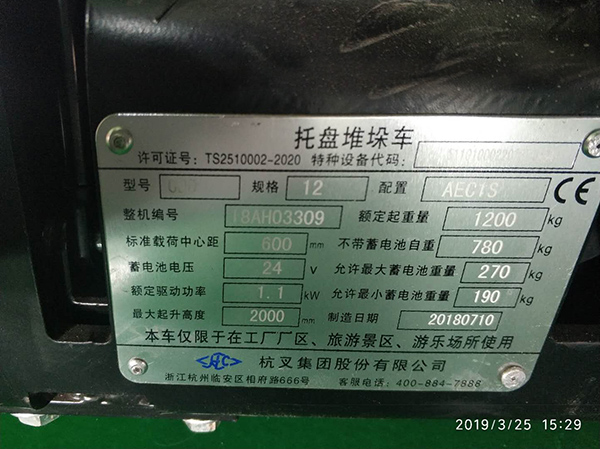 托盘堆垛车
许可证号: TS2510002-2020 特种设备代码:
型号 规格 12 配置 AEC1S CE
整机编号 18AH03309 额定起重量 1200 kg
标准载荷中心距 600 mm 不带蓄电池自重 780 kg
蓄电池电压 24 V 允许最大蓄电池重量 270 kg
额定驱动功率 1.1 kW 允许最小蓄电池重量 190 kg
最大起升高度 2000 mm 制造日期 20180710
本车仅限于在工厂厂区、旅游景区、游乐场所使用
杭叉集团股份有限公司
浙江杭州临安区相府路666号 客服电话: 400-884-7888
2019/3/25 15:29